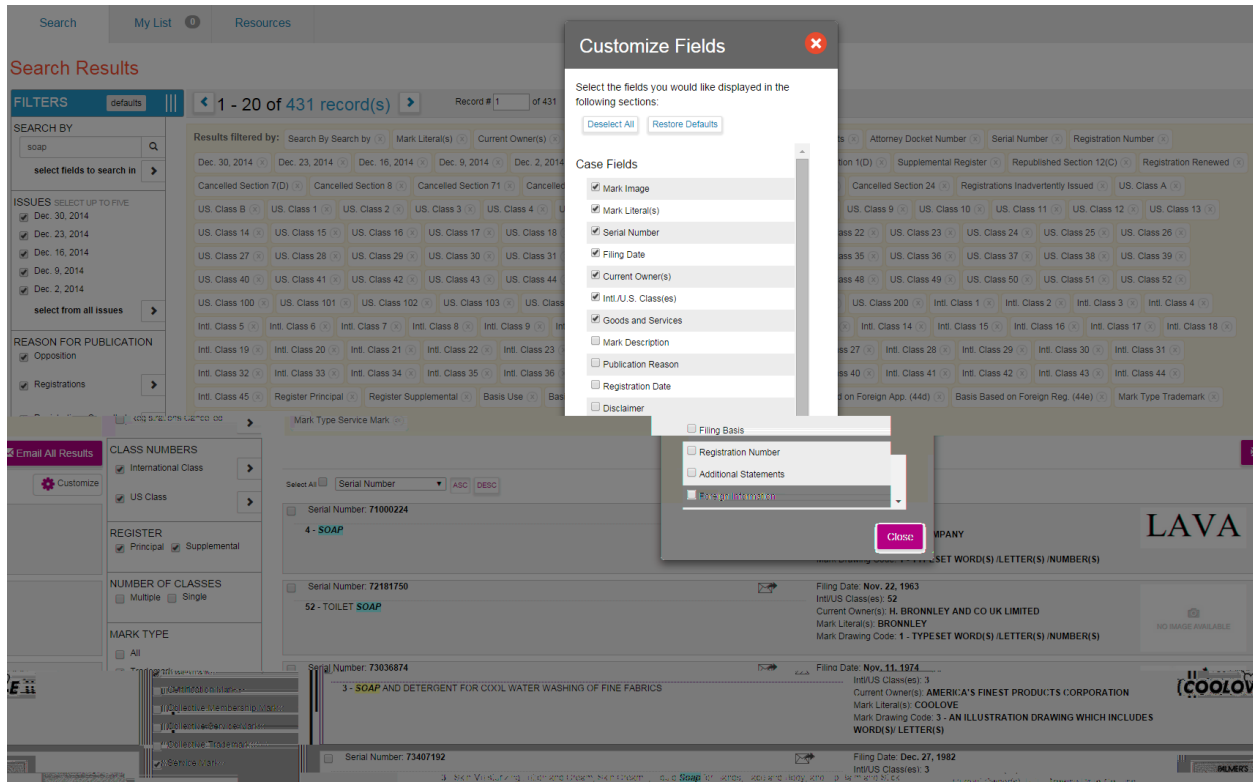 Search My List 0 Resources
Search Results
FILTERS defaults
1 - 20 of 431 record(s)
Record # 1 of 431
SEARCH BY
soap
select fields to search in
ISSUES SELECT UP TO FIVE
Dec. 30, 2014
Dec. 23, 2014
Dec. 16, 2014
Dec. 9, 2014
Dec. 2, 2014
select from all issues
REASON FOR PUBLICATION
Opposition
Registrations
Results filtered by: Search By Search by Mark Literal(s) Current Owner(s) Attorney Docket Number Serial Number Registration Number
Dec. 30, 2014 Dec. 23, 2014 Dec. 16, 2014 Dec. 9, 2014 Dec. 2, 2014 Supplemental Register Republished Section 12(C) Registration Renewed
Cancelled Section 7(D) Cancelled Section 8 Cancelled Section 71 Cancelled Cancelled Section 24 Registrations Inadvertently Issued US. Class A
US. Class B US. Class 1 US. Class 2 US. Class 3 US. Class 4 US. Class 9 US. Class 10 US. Class 11 US. Class 12 US. Class 13
US. Class 14 US. Class 15 US. Class 16 US. Class 17 US. Class 18 US. Class 23 US. Class 24 US. Class 25 US. Class 26
US. Class 27 US. Class 28 US. Class 29 US. Class 30 US. Class 31 US. Class 36 US. Class 37 US. Class 38 US. Class 39
US. Class 40 US. Class 41 US. Class 42 US. Class 43 US. Class 44 US. Class 49 US. Class 50 US. Class 51 US. Class 52
US. Class 100 US. Class 101 US. Class 102 US. Class 103 US. Class US. Class 200 Intl. Class 1 Intl. Class 2 Intl. Class 3 Intl. Class 4
Intl. Class 5 Intl. Class 6 Intl. Class 7 Intl. Class 8 Intl. Class 9 Intl. Class 14 Intl. Class 15 Intl. Class 16 Intl. Class 17 Intl. Class 18
Intl. Class 19 Intl. Class 20 Intl. Class 21 Intl. Class 22 Intl. Class 23 Intl. Class 28 Intl. Class 29 Intl. Class 30 Intl. Class 31
Intl. Class 32 Intl. Class 33 Intl. Class 34 Intl. Class 35 Intl. Class 36 Intl. Class 41 Intl. Class 42 Intl. Class 43 Intl. Class 44
Intl. Class 45 Register Principal Register Supplemental Basis Use on Foreign App. (44d) Basis Based on Foreign Reg. (44e) Mark Type Trademark
Mark Type Service Mark
Customize Fields
Select the fields you would like displayed in the
following sections:
Deselect All Restore Defaults
Case Fields
Mark Image
Mark Literal(s)
Serial Number
Filing Date
Current Owner(s)
Intl./U.S. Class(es)
Goods and Services
Mark Description
Publication Reason
Registration Date
Disclaimer
Filing Basis
Registration Number
Additional Statements
Foreign Information
Close
Email All Results
Customize
CLASS NUMBERS
International Class
US Class
REGISTER
Principal Supplemental
NUMBER OF CLASSES
Multiple Single
MARK TYPE
All
Select All Serial Number ASC DESC
Serial Number: 71000224
4 - SOAP
Mark Drawing Code: 1 - TYPESET WORD(S) /LETTER(S) /NUMBER(S)
LAVA
Serial Number: 72181750
52 - TOILET SOAP
Filing Date: Nov. 22, 1963
Intl/US Class(es): 52
Current Owner(s): H. BRONNLEY AND CO UK LIMITED
Mark Literal(s): BRONNLEY
Mark Drawing Code: 1 - TYPESET WORD(S) /LETTER(S) /NUMBER(S)
NO IMAGE AVAILABLE
Serial Number: 73036874
3 - SOAP AND DETERGENT FOR COOL WATER WASHING OF FINE FABRICS
Filing Date: Nov. 11, 1974
Intl/US Class(es): 3
Current Owner(s): AMERICA'S FINEST PRODUCTS CORPORATION
Mark Literal(s): COOLOVE
Mark Drawing Code: 3 - AN ILLUSTRATION DRAWING WHICH INCLUDES
WORD(S)/ LETTER(S)
COOLOV
Collective Membership Mark
Service Mark
Serial Number: 73407192
Filing Date: Dec. 27, 1982
Intl/US Class(es): 3